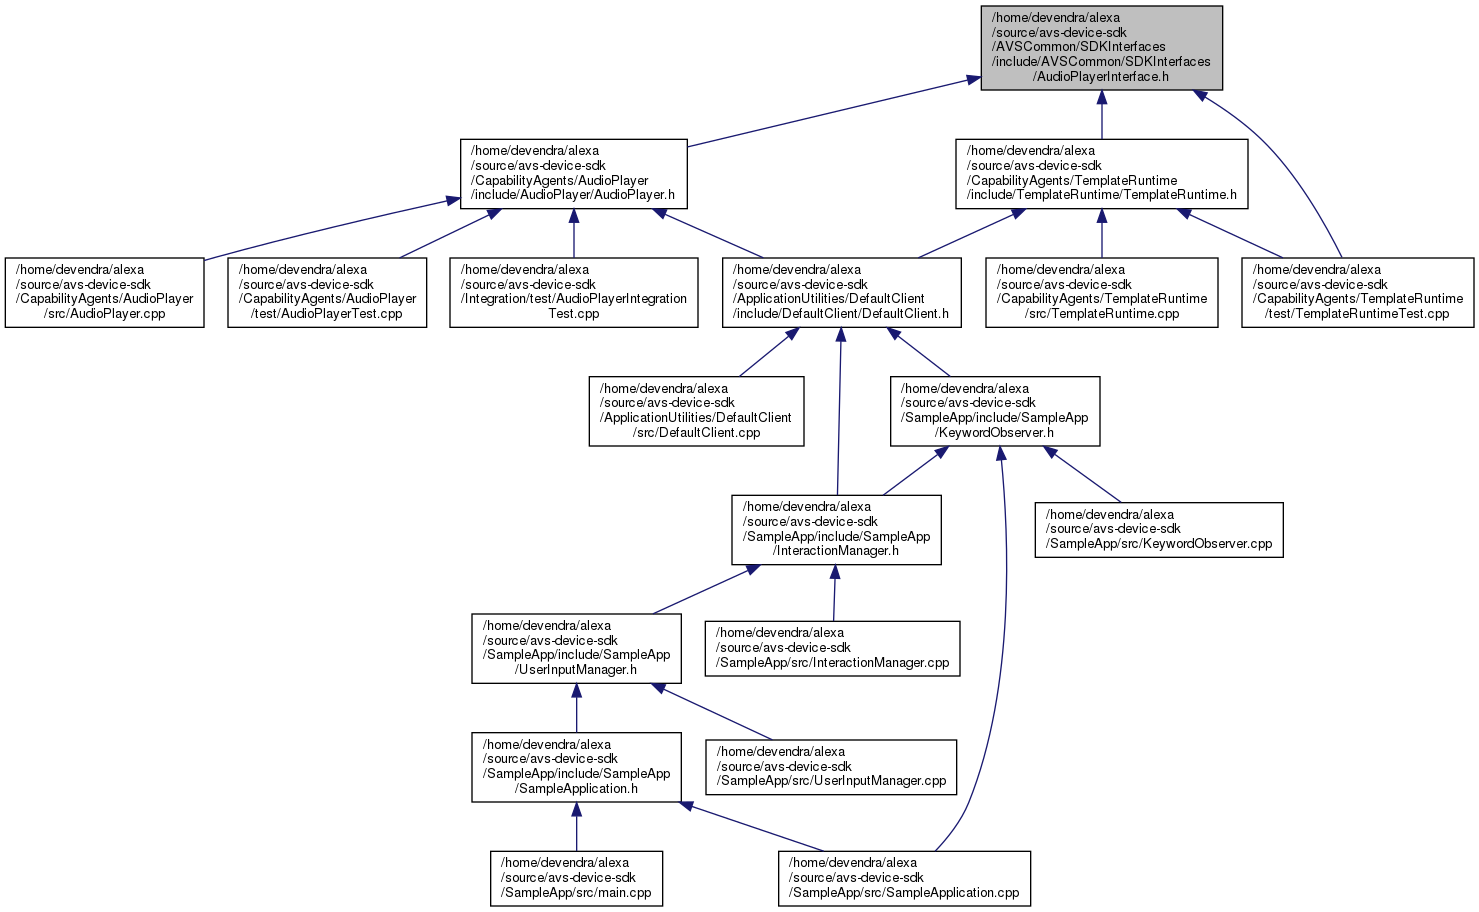 /home/devendra/alexa
/source/avs-device-sdk
/AVSCommon/SDKInterfaces
/include/AVSCommon/SDKInterfaces
/AudioPlayerInterface.h
/home/devendra/alexa
/source/avs-device-sdk
/CapabilityAgents/AudioPlayer
/include/AudioPlayer/AudioPlayer.h
/home/devendra/alexa
/source/avs-device-sdk
/CapabilityAgents/TemplateRuntime
/include/TemplateRuntime/TemplateRuntime.h
/home/devendra/alexa
/source/avs-device-sdk
/CapabilityAgents/AudioPlayer
/src/AudioPlayer.cpp
/home/devendra/alexa
/source/avs-device-sdk
/CapabilityAgents/AudioPlayer
/test/AudioPlayerTest.cpp
/home/devendra/alexa
/source/avs-device-sdk
/Integration/test/AudioPlayerIntegration
Test.cpp
/home/devendra/alexa
/source/avs-device-sdk
/ApplicationUtilities/DefaultClient
/include/DefaultClient/DefaultClient.h
/home/devendra/alexa
/source/avs-device-sdk
/CapabilityAgents/TemplateRuntime
/src/TemplateRuntime.cpp
/home/devendra/alexa
/source/avs-device-sdk
/CapabilityAgents/TemplateRuntime
/test/TemplateRuntimeTest.cpp
/home/devendra/alexa
/source/avs-device-sdk
/ApplicationUtilities/DefaultClient
/src/DefaultClient.cpp
/home/devendra/alexa
/source/avs-device-sdk
/SampleApp/include/SampleApp
/KeywordObserver.h
/home/devendra/alexa
/source/avs-device-sdk
/SampleApp/include/SampleApp
/InteractionManager.h
/home/devendra/alexa
/source/avs-device-sdk
/SampleApp/src/KeywordObserver.cpp
/home/devendra/alexa
/source/avs-device-sdk
/SampleApp/include/SampleApp
/UserInputManager.h
/home/devendra/alexa
/source/avs-device-sdk
/SampleApp/src/InteractionManager.cpp
/home/devendra/alexa
/source/avs-device-sdk
/SampleApp/include/SampleApp
/SampleApplication.h
/home/devendra/alexa
/source/avs-device-sdk
/SampleApp/src/UserInputManager.cpp
/home/devendra/alexa
/source/avs-device-sdk
/SampleApp/src/main.cpp
/home/devendra/alexa
/source/avs-device-sdk
/SampleApp/src/SampleApplication.cpp